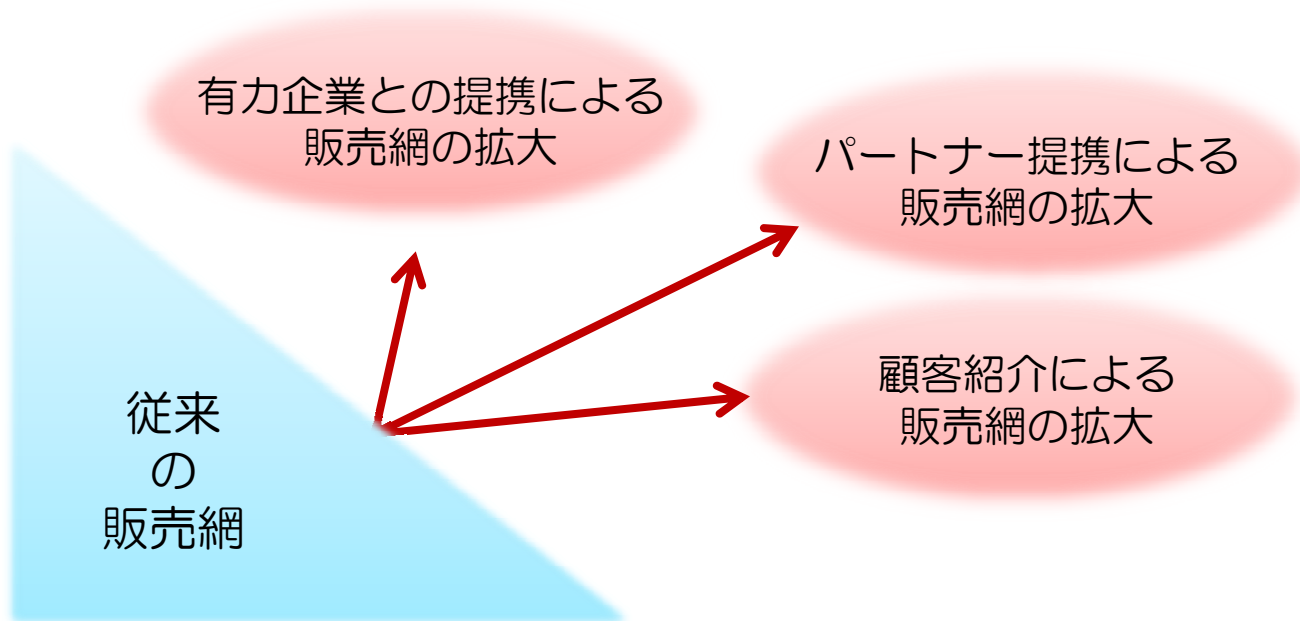 有力企業との提携による
販売網の拡大
パートナー提携による
販売網の拡大
顧客紹介による
販売網の拡大
従来
の
販売網